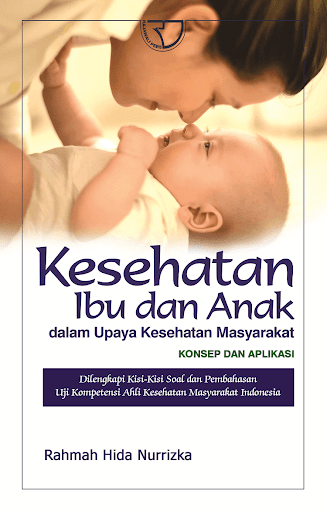 Kesehatan
Ibu dan Anak
dalam Upaya Kesehatan Masyarakat
KONSEP DAN APLIKASI
Dilengkapi Kisi-Kisi Soal dan Pembahasan
Uji Kompetensi Ahli Kesehatan Masyarakat Indonesia
Rahmah Hida Nurrizka